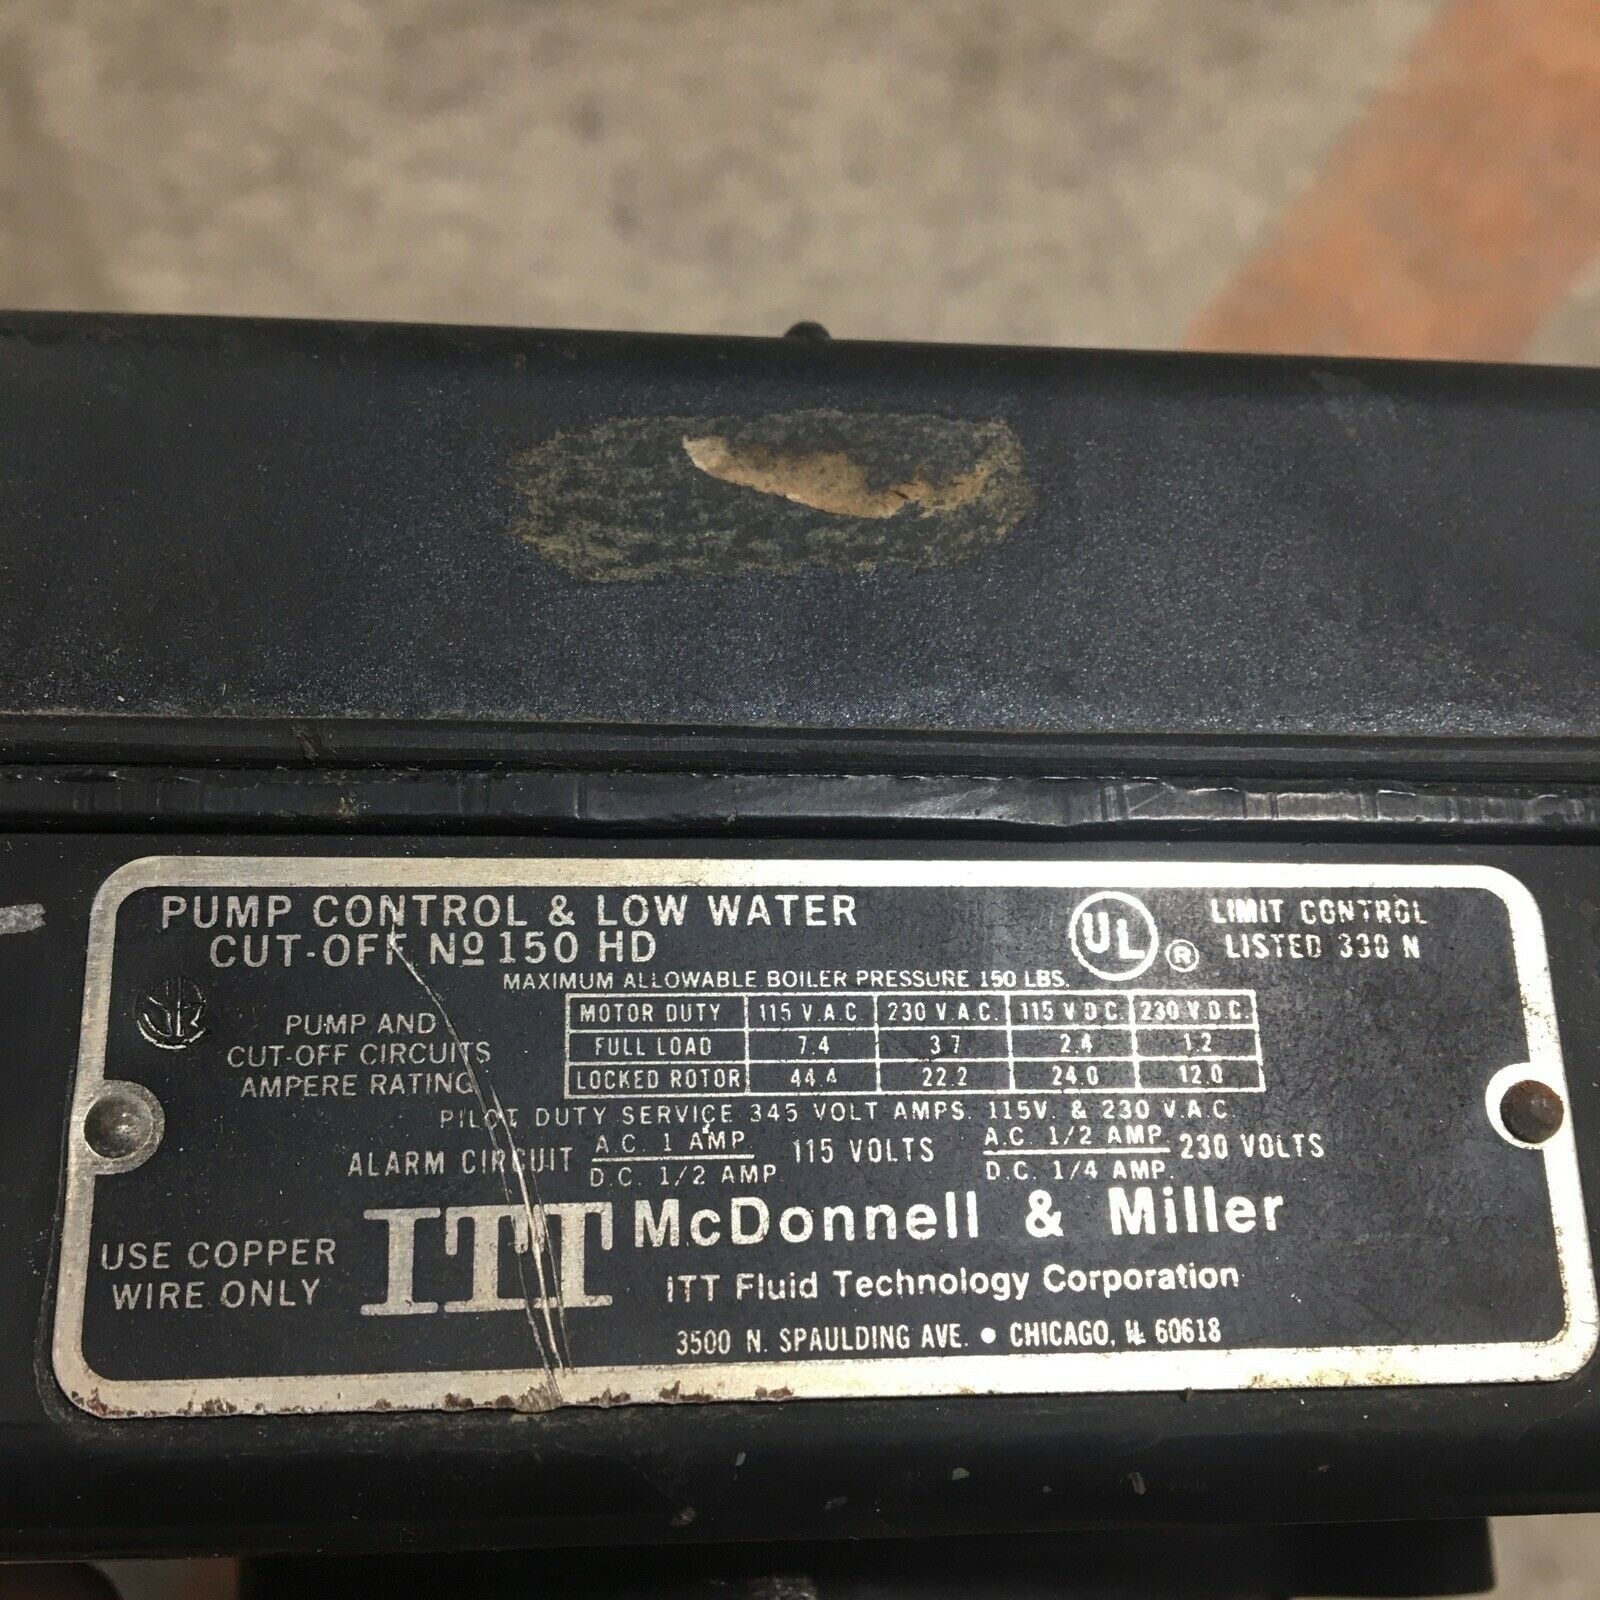 PUMP CONTROL & LOW WATER
CUT-OFF Nº 150 HD
UL ®
LIMIT CONTROL
LISTED 330 N
MAXIMUM ALLOWABLE BOILER PRESSURE 150 LBS.
PUMP AND
CUT-OFF CIRCUITS
AMPERE RATING
MOTOR DUTY 115 V.A.C 230 V.A.C. 115 V.D.C. 230 V.D.C.
FULL LOAD 7.4 3.7 2.4 1.2
LOCKED ROTOR 44.4 22.2 24.0 12.0
PILOT DUTY SERVICE 345 VOLT AMPS. 115V. & 230 V.A.C.
ALARM CIRCUIT A.C. 1 AMP 115 VOLTS A.C. 1/2 AMP. 230 VOLTS
D.C. 1/2 AMP D.C. 1/4 AMP.
USE COPPER
WIRE ONLY
ITT McDonnell & Miller
ITT Fluid Technology Corporation
3500 N. SPAULDING AVE. • CHICAGO, IL 60618